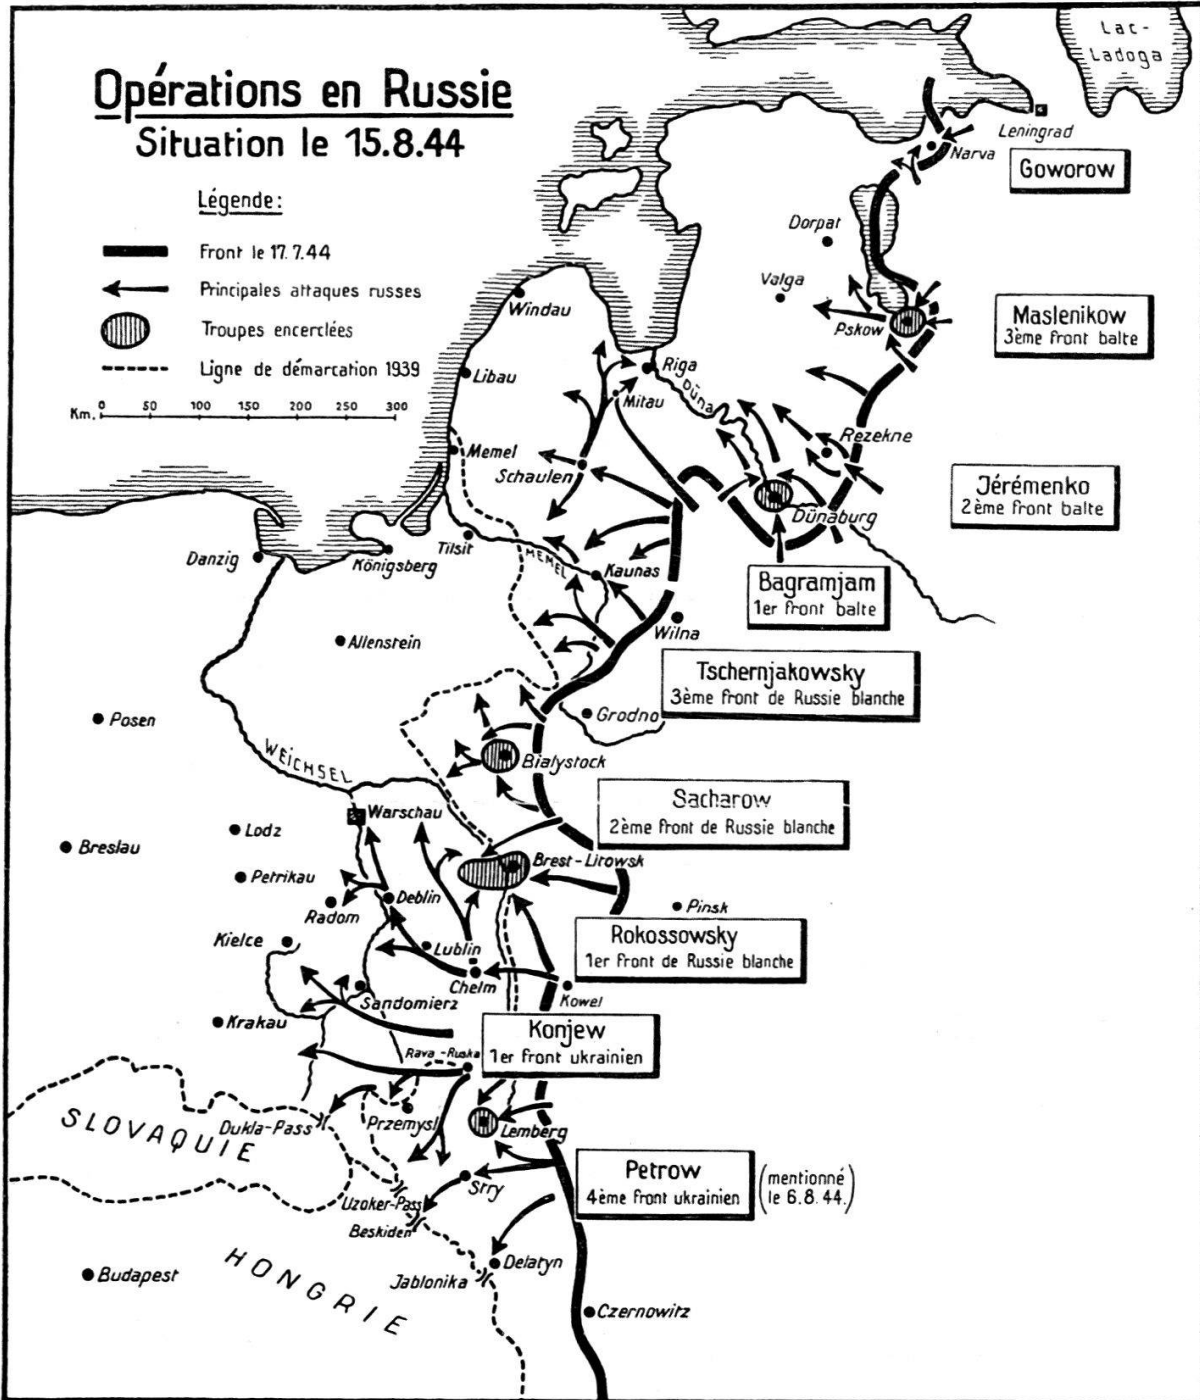 Opérations en Russie
Situation le 15.8.44
Légende:
Front le 17.7.44
Principales attaques russes
Troupes encerclées
Ligne de démarcation 1939
Km. 0 50 100 150 200 250 300
Lac-
Ladoga
Leningrad
Narva
Goworow
Dorpat
Valga
Pskow
Maslenikow
3ème front balte
Windau
Riga
Libau
Mitau
DÜNA
Rezekne
Memel
Schaulen
Jérémenko
2ème front balte
Dünaburg
Danzig
Königsberg
Tilsit
MEMEL
Kaunas
Bagramjam
1er front balte
Wilna
Allenstein
Tschernjakowsky
3ème front de Russie blanche
Grodno
Posen
WEICHSEL
Bialystock
Sacharow
2ème front de Russie blanche
Warschau
Lodz
Breslau
Brest-Litowsk
Petrikau
Deblin
Radom
Pinsk
Kielce
Lublin
Rokossowsky
1er front de Russie blanche
Chelm
Kowel
Sandomierz
Krakau
Konjew
1er front ukrainien
Rava-Ruska
SLOVAQUIE
Dukla-Pass
Przemysl
Lemberg
Petrow
4ème front ukrainien
(mentionné
le 6.8.44.)
Stry
Uzoker-Pass
Beskiden
HONGRIE
Budapest
Jablonika
Delatyn
Czernowitz